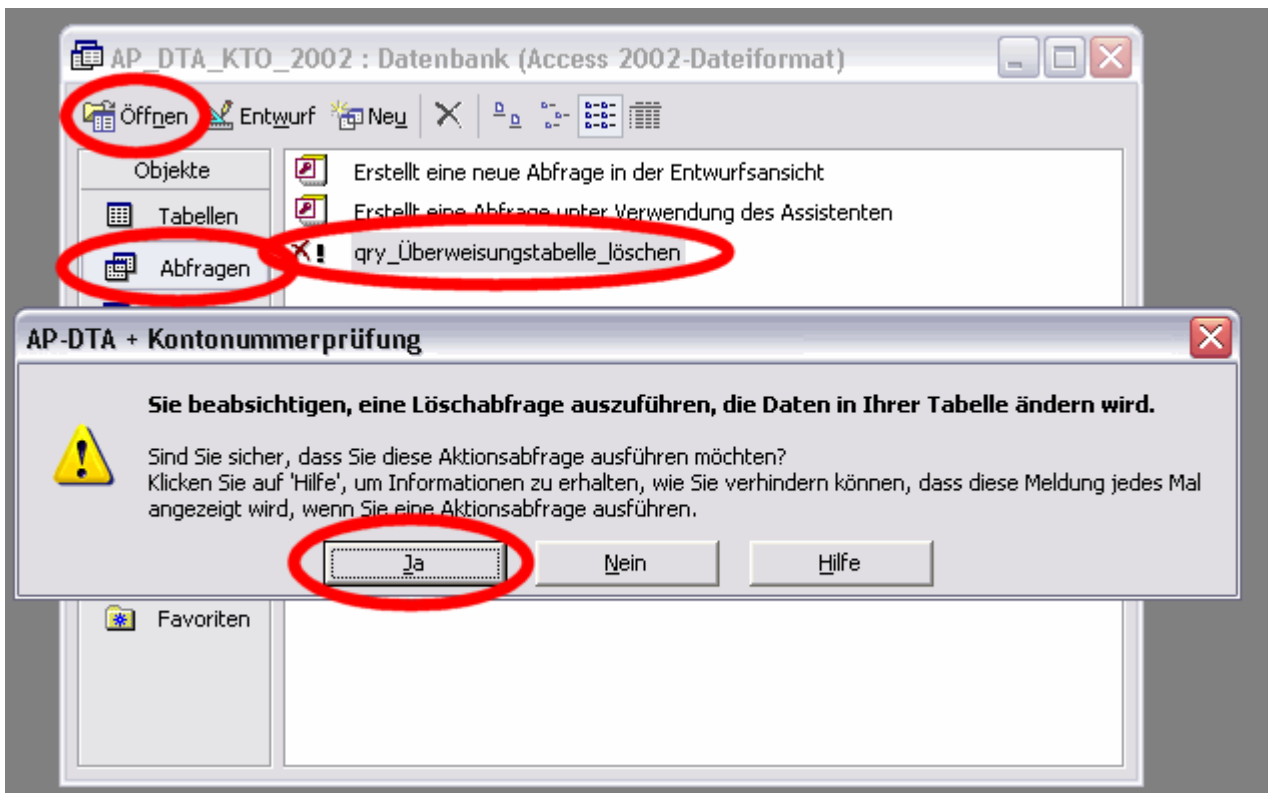 AP_DTA_KTO_2002 : Datenbank (Access 2002-Dateiformat)
Öffnen Entwurf Neu
Objekte
Tabellen
Abfragen
Erstellt eine neue Abfrage in der Entwurfsansicht
Erstellt eine Abfrage unter Verwendung des Assistenten
qry_Überweisungstabelle_löschen
AP-DTA + Kontonummerprüfung
Sie beabsichtigen, eine Löschabfrage auszuführen, die Daten in Ihrer Tabelle ändern wird.
Sind Sie sicher, dass Sie diese Aktionsabfrage ausführen möchten?
Klicken Sie auf 'Hilfe', um Informationen zu erhalten, wie Sie verhindern können, dass diese Meldung jedes Mal
angezeigt wird, wenn Sie eine Aktionsabfrage ausführen.
Ja Nein Hilfe
Favoriten